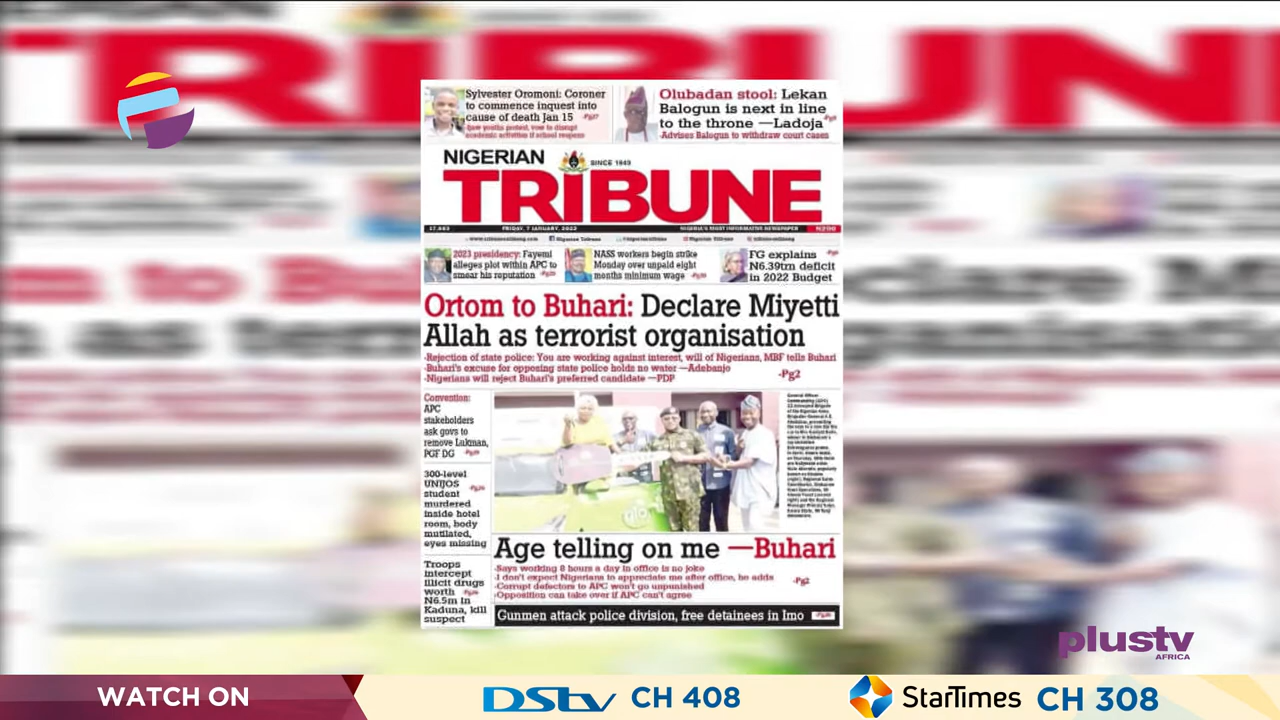 Sylvester Oromoni: Coroner
to commence inquest into
cause of death Jan 15
Olubadan stool: Lekan
Balogun is next in line
to the throne —Ladoja
·Advises Balogun to withdraw court cases
NIGERIAN
SINCE 1949
TRIBUNE
FRIDAY, 7 JANUARY, 2022
NIGERIA'S MOST INFORMATIVE NEWSPAPER
2023 presidency: Fayemi
alleges plot within APC to
smear his reputation
NASS workers begin strike
Monday over unpaid eight
months minimum wage
FG explains
N6.39trn deficit
in 2022 Budget
Ortom to Buhari: Declare Miyetti
Allah as terrorist organisation
·Rejection of state police: You are working against interest, will of Nigerians, MBF tells Buhari
·Buhari's excuse for opposing state police holds no water —Adebanjo
·Nigerians will reject Buhari's preferred candidate —PDP
·Pg2
Convention:
APC
stakeholders
ask govs to
remove Lukman,
PGF DG
300-level
UNIJOS
student
murdered
inside hotel
room, body
mutilated,
eyes missing
Troops
intercept
illicit drugs
worth
N6.5m in
Kaduna, kill
suspect
glo
Age telling on me —Buhari
·Says working 8 hours a day in office is no joke
·I don't expect Nigerians to appreciate me after office, he adds
·Corrupt defectors to APC won't go unpunished
·Opposition can take over if APC can't agree
·Pg2
Gunmen attack police division, free detainees in Imo
plustv
AFRICA
WATCH ON
DStv CH 408
StarTimes CH 308